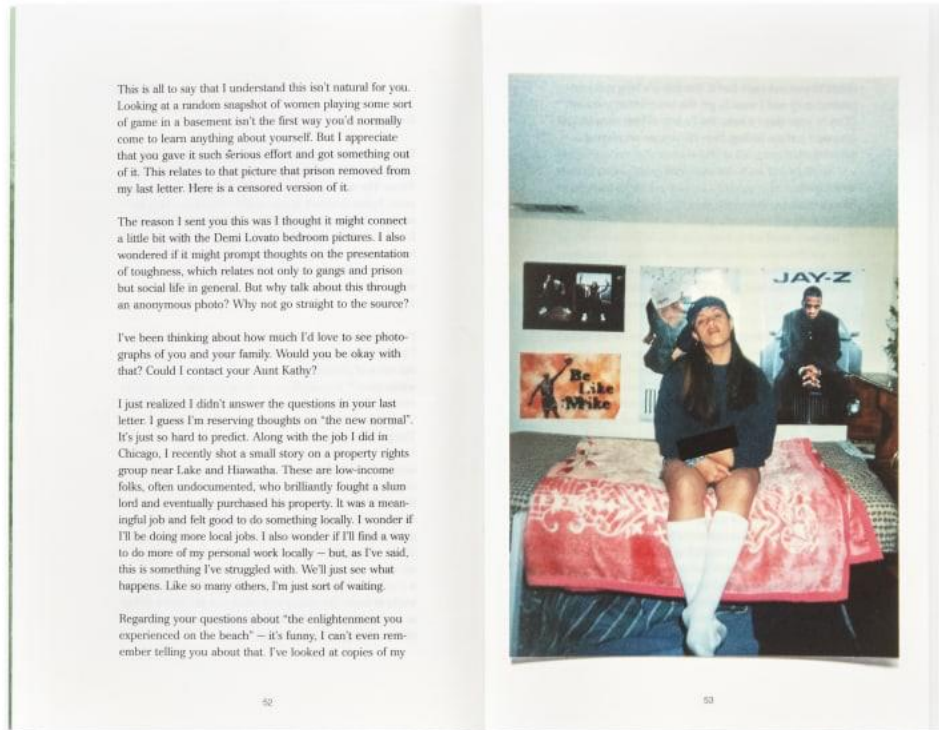 This is all to say that I understand this isn't natural for you.
Looking at a random snapshot of women playing some sort
of game in a basement isn't the first way you'd normally
come to learn anything about yourself. But I appreciate
that you gave it such serious effort and got something out
of it. This relates to that picture that prison removed from
my last letter. Here is a censored version of it.
The reason I sent you this was I thought it might connect
a little bit with the Demi Lovato bedroom pictures. I also
wondered if it might prompt thoughts on the presentation
of toughness, which relates not only to gangs and prison
but social life in general. But why talk about this through
an anonymous photo? Why not go straight to the source?
I've been thinking about how much I'd love to see photo-
graphs of you and your family. Would you be okay with
that? Could I contact your Aunt Kathy?
I just realized I didn't answer the questions in your last
letter. I guess I'm reserving thoughts on "the new normal".
It's just so hard to predict. Along with the job I did in
Chicago, I recently shot a small story on a property rights
group near Lake and Hiawatha. These are low-income
folks, often undocumented, who brilliantly fought a slum
lord and eventually purchased his property. It was a mean-
ingful job and felt good to do something locally. I wonder if
I'll be doing more local jobs. I also wonder if I'll find a way
to do more of my personal work locally — but, as I've said,
this is something I've struggled with. We'll just see what
happens. Like so many others, I'm just sort of waiting.
Regarding your questions about "the enlightenment you
experienced on the beach" — it's funny, I can't even rem-
ember telling you about that. I've looked at copies of my
52
JAY-Z
Be
Like
Mike
53